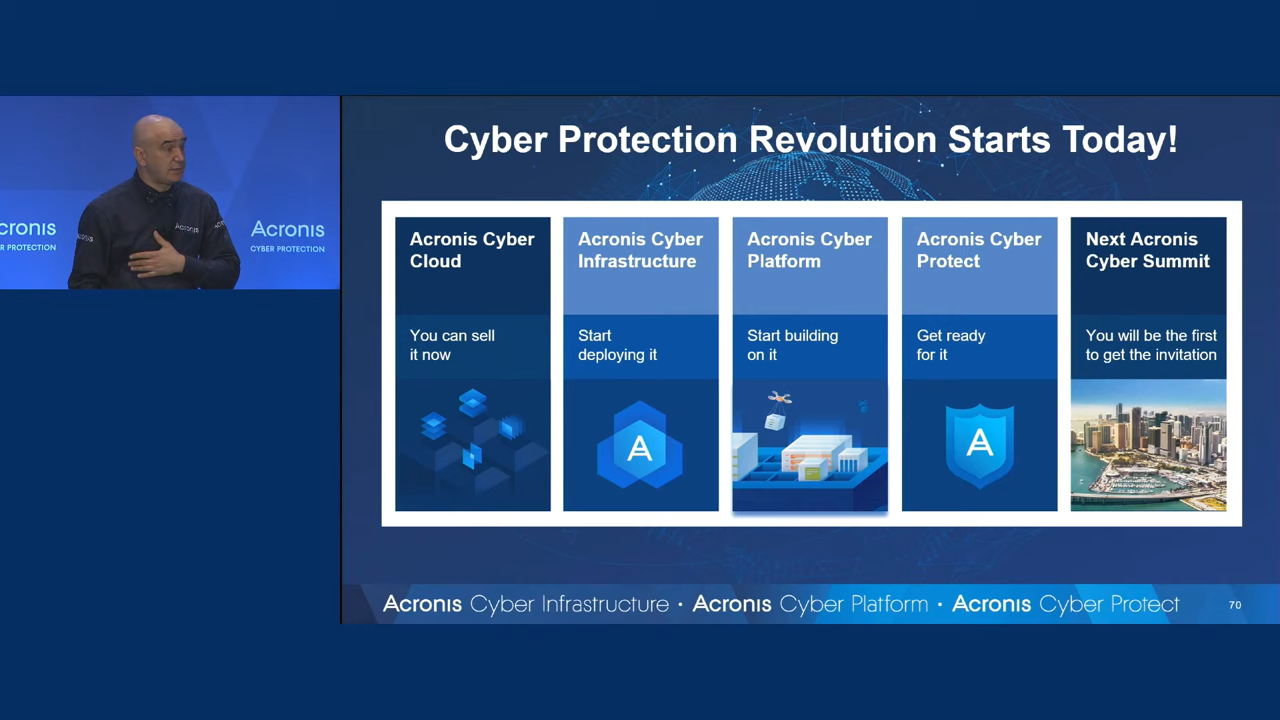 Cyber Protection Revolution Starts Today!
Acronis Cyber
Cloud
You can sell
it now
Acronis Cyber
Infrastructure
Start
deploying it
Acronis Cyber
Platform
Start building
on it
Acronis Cyber
Protect
Get ready
for it
Next Acronis
Cyber Summit
You will be the first
to get the invitation
A
A
Acronis Cyber Infrastructure • Acronis Cyber Platform • Acronis Cyber Protect
70
cronis
R PROTECTION
Acronis
Acronis
CYBER PROTECTION